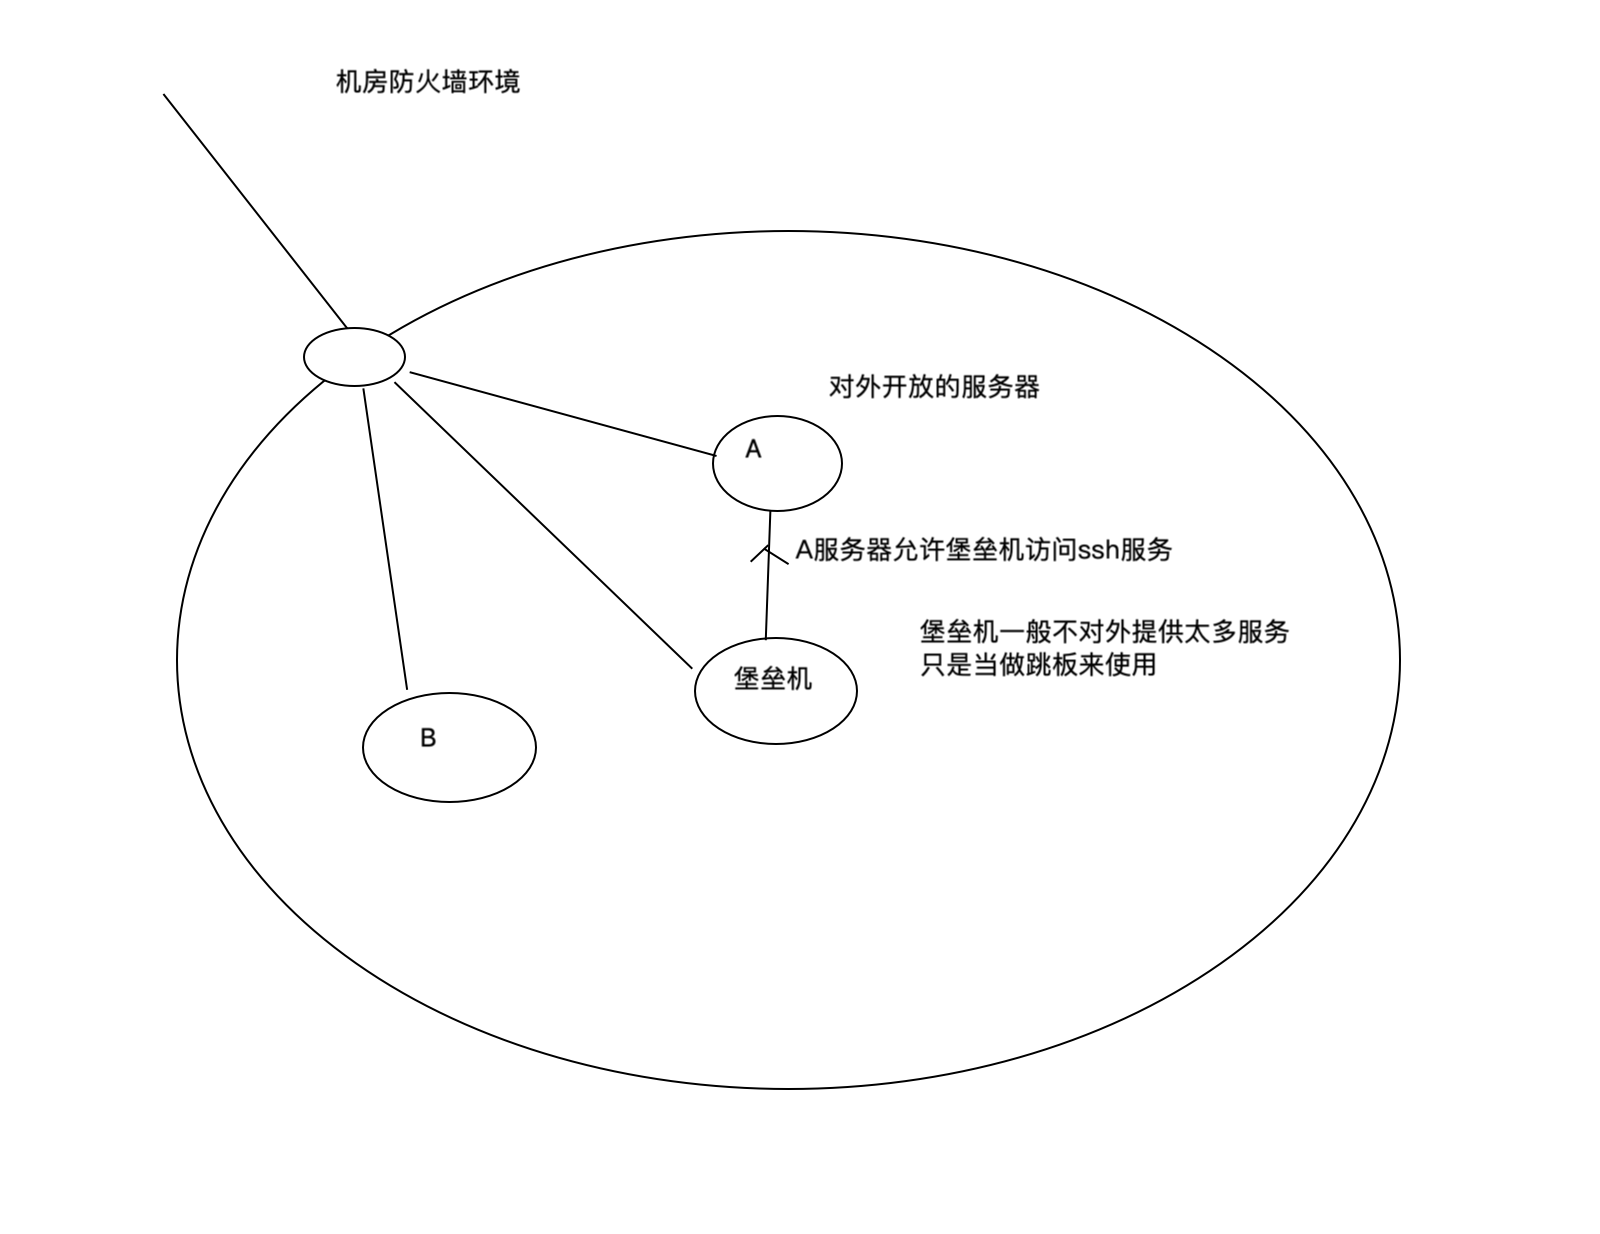 机房防火墙环境
对外开放的服务器
A
A服务器允许堡垒机访问ssh服务
堡垒机一般不对外提供太多服务
只是当做跳板来使用
堡垒机
B